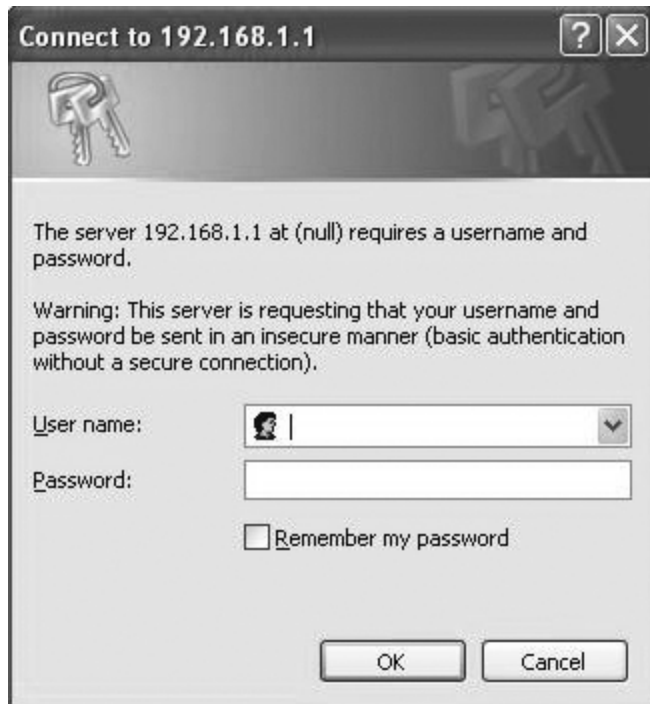 Connect to 192.168.1.1
The server 192.168.1.1 at (null) requires a username and
password.
Warning: This server is requesting that your username and
password be sent in an insecure manner (basic authentication
without a secure connection).
User name:
Password:
Remember my password
OK Cancel